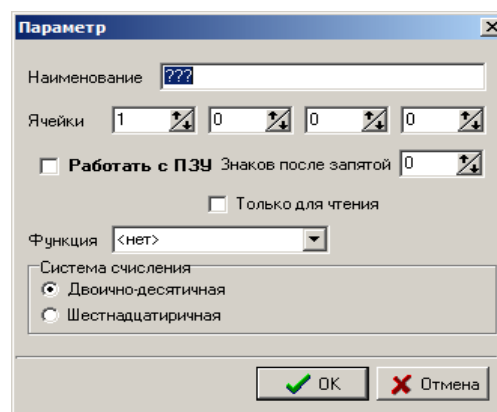 Параметр
Наименование ???
Ячейки 1 0 0 0
Работать с ПЗУ Знаков после запятой 0
Только для чтения
Функция <нет>
Система счисления
Двоично-десятичная
Шестнадцатиричная
OK Отмена